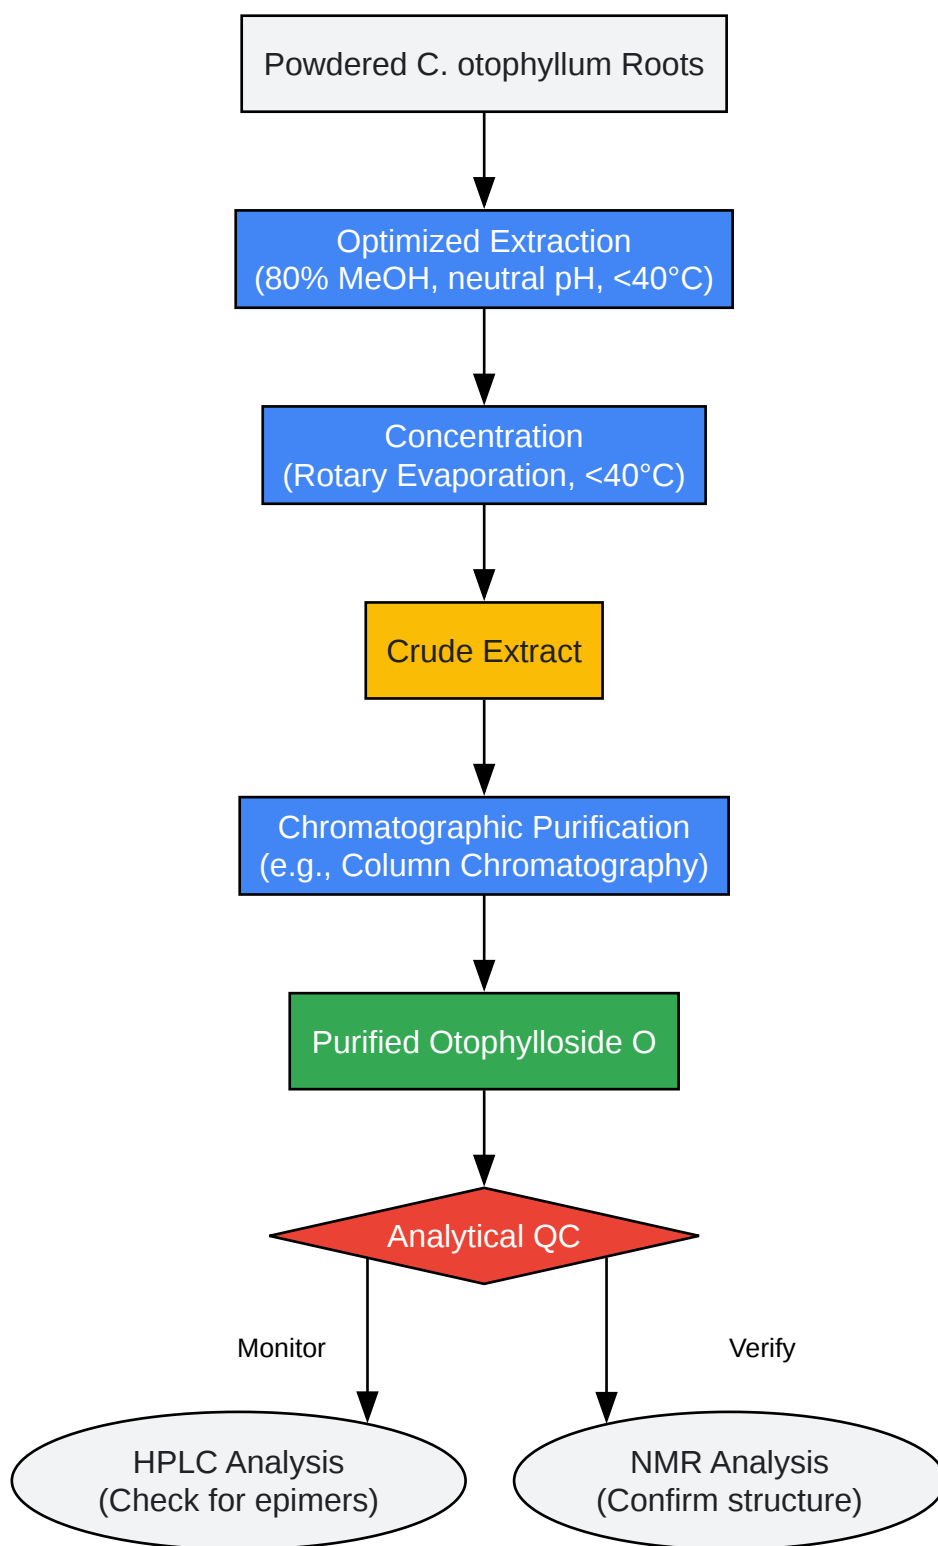 Powdered C. otophyllum Roots
Optimized Extraction
(80% MeOH, neutral pH, <40°C)
Concentration
(Rotary Evaporation, <40°C)
Crude Extract
Chromatographic Purification
(e.g., Column Chromatography)
Purified Otophylloside O
Analytical QC
Monitor
Verify
HPLC Analysis
(Check for epimers)
NMR Analysis
(Confirm structure)